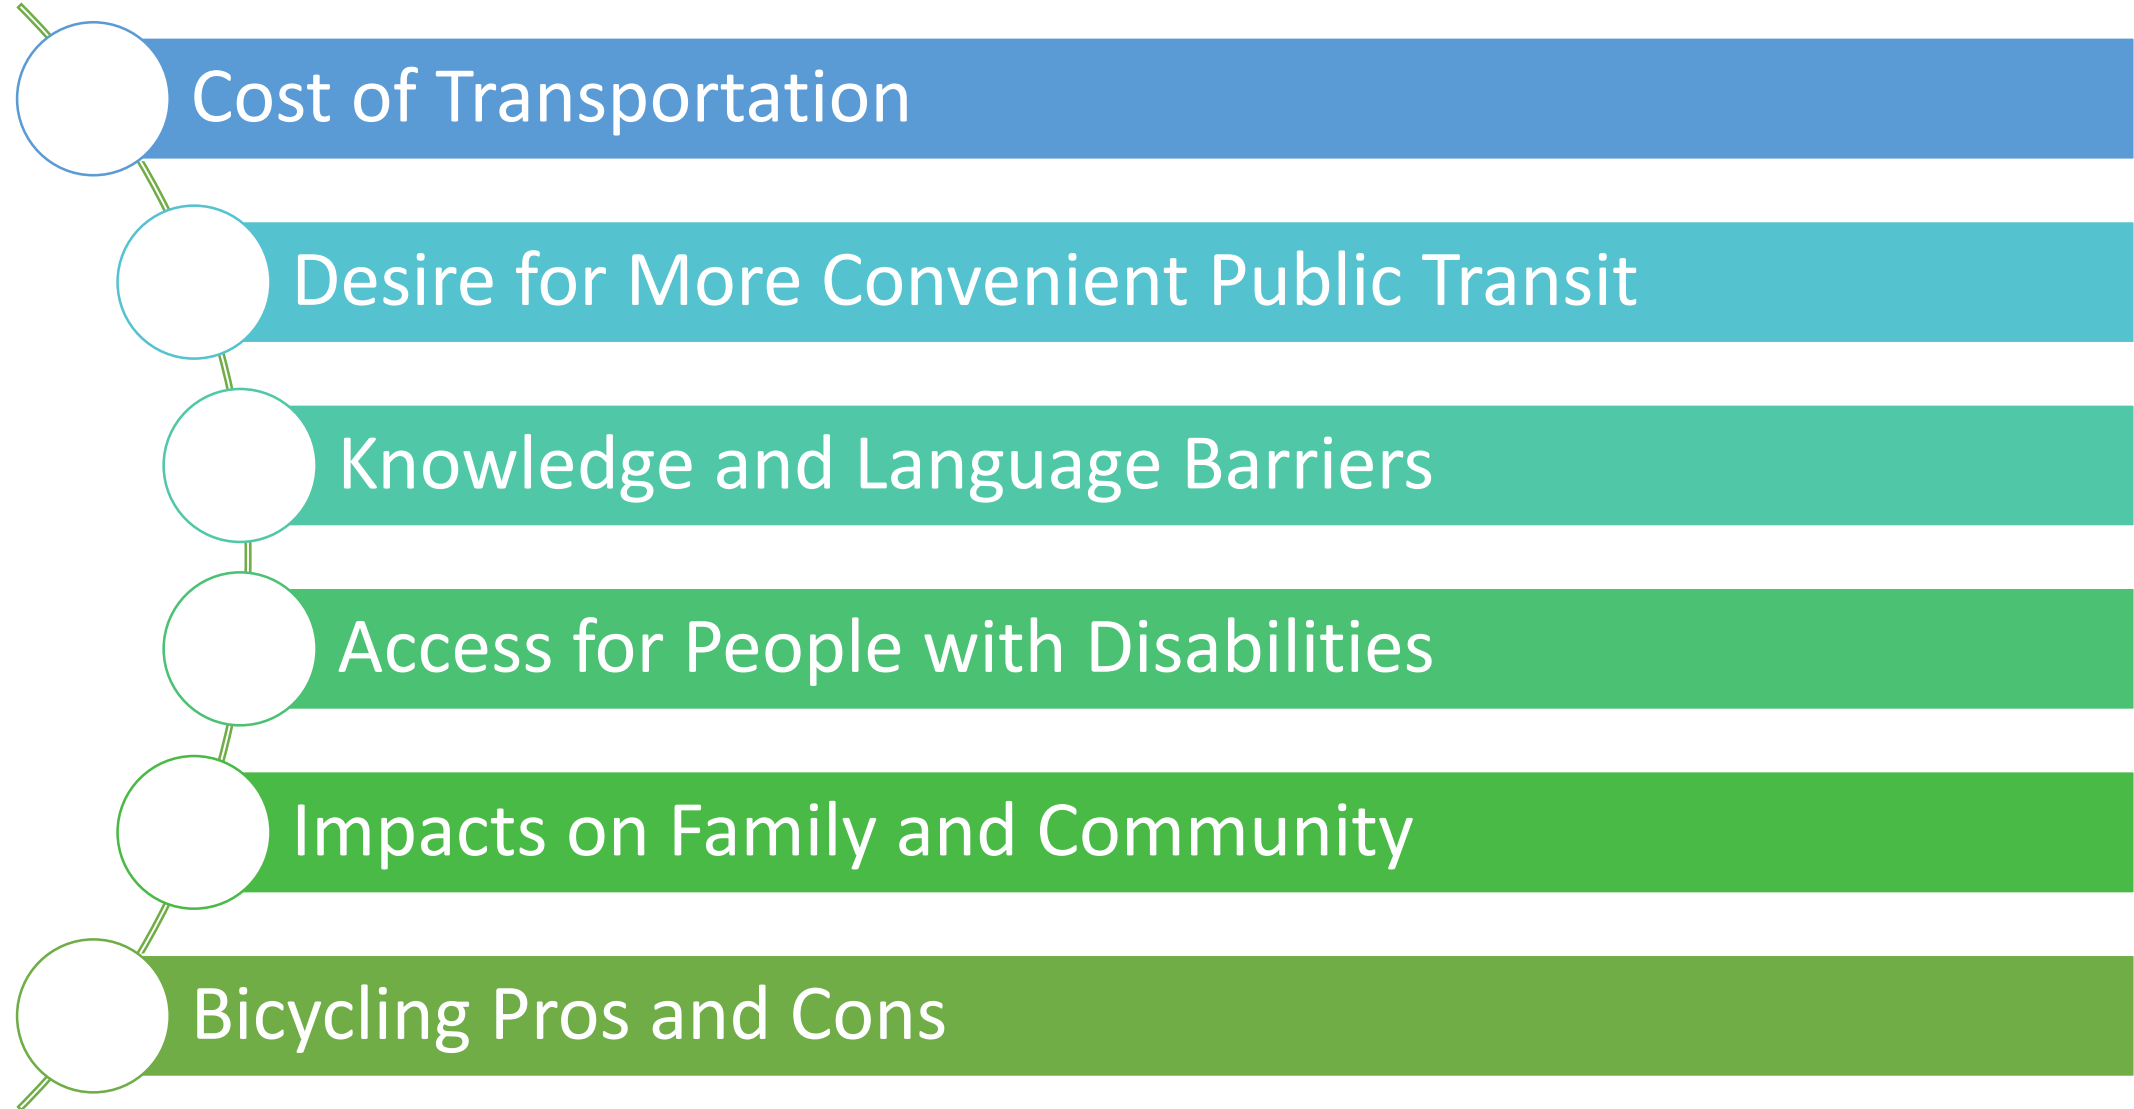 Cost of Transportation
Desire for More Convenient Public Transit
Knowledge and Language Barriers
Access for People with Disabilities
Impacts on Family and Community
Bicycling Pros and Cons